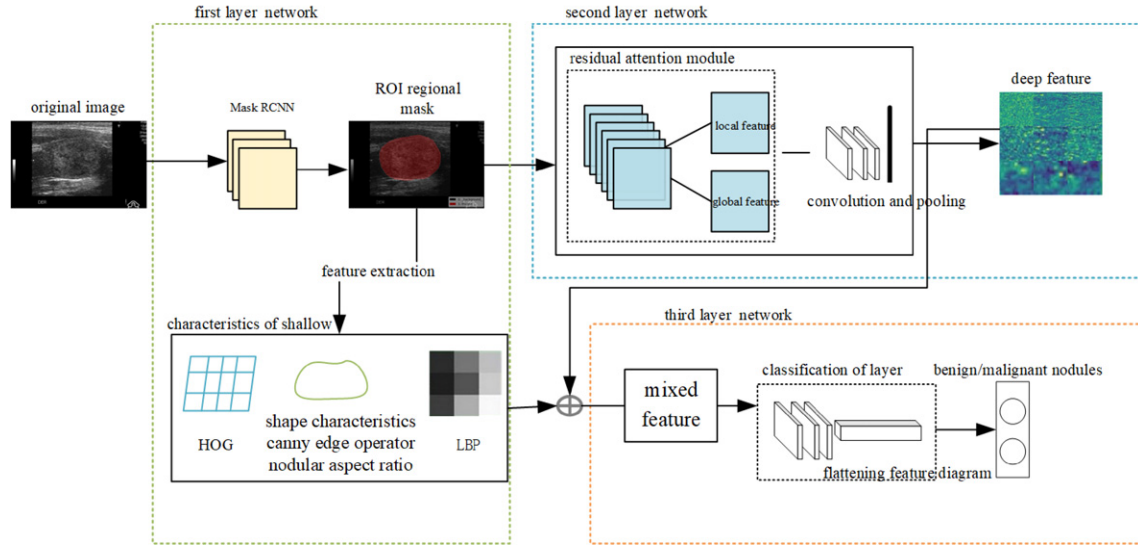 first layer network
second layer network
original image
Mask RCNN
ROI regional
mask
residual attention module
local feature
global feature
convolution and pooling
deep feature
feature extraction
characteristics of shallow
HOG
shape characteristics
canny edge operator
nodular aspect ratio
LBP
third layer network
mixed
feature
classification of layer
flattening feature diagram
benign/malignant nodules